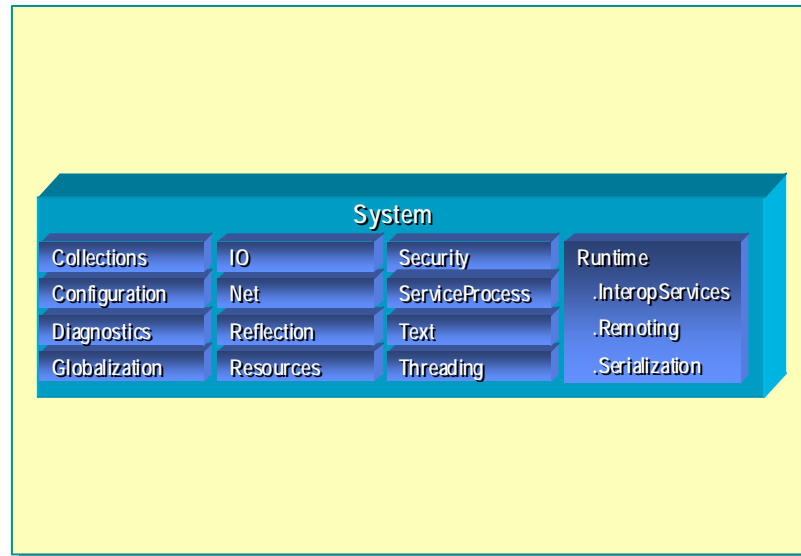 System
Collections
Configuration
Diagnostics
Globalization
IO
Net
Reflection
Resources
Security
ServiceProcess
Text
Threading
Runtime
.InteropServices
.Remoting
.Serialization